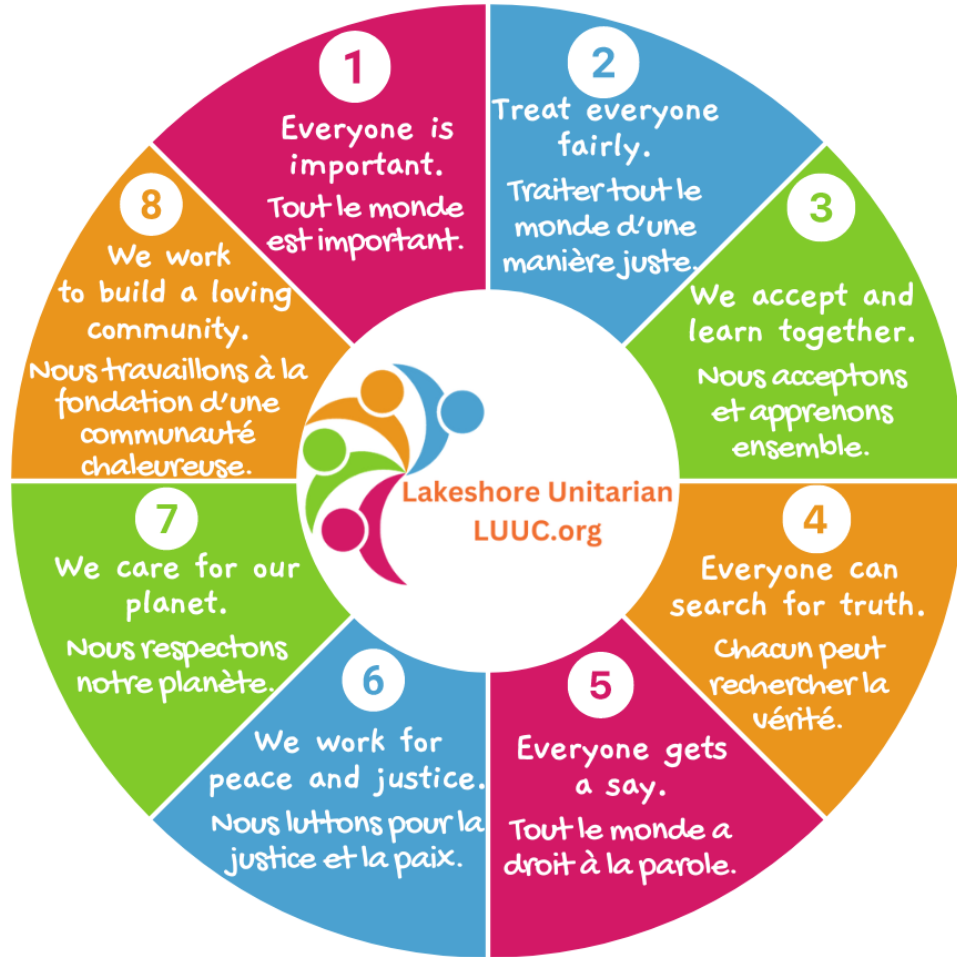 1
Everyone is
important.
Tout le monde
est important.
2
Treat everyone
fairly.
Traiter tout le
monde d'une
manière juste.
3
We accept and
learn together.
Nous acceptons
et apprenons
ensemble.
4
Everyone can
search for truth.
Chacun peut
rechercher la
vérité.
5
Everyone gets
a say.
Tout le monde a
droit à la parole.
6
We work for
peace and justice.
Nous luttons pour la
justice et la paix.
7
We care for our
planet.
Nous respectons
notre planète.
8
We work
to build a loving
community.
Nous travaillons à la
fondation d'une
communauté
chaleureuse.
Lakeshore Unitarian
LUUC.org